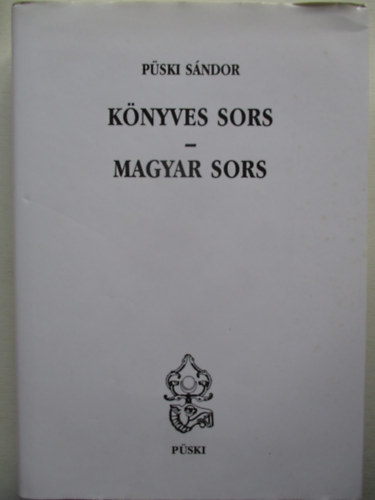 PÜSKI SÁNDOR
KÖNYVES SORS
–
MAGYAR SORS
PÜSKI